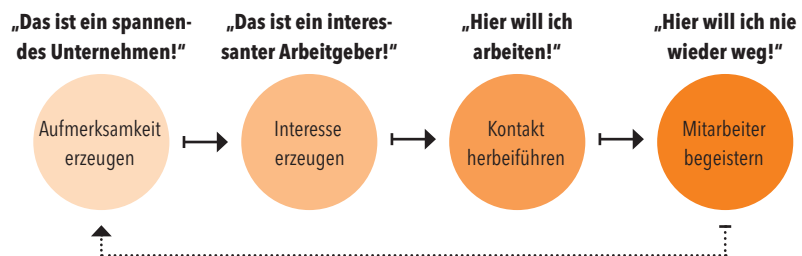 „Das ist ein spannen-
des Unternehmen!“
„Das ist ein interes-
santer Arbeitgeber!“
„Hier will ich
arbeiten!“
„Hier will ich nie
wieder weg!“
Aufmerksamkeit
erzeugen
Interesse
erzeugen
Kontakt
herbeiführen
Mitarbeiter
begeistern